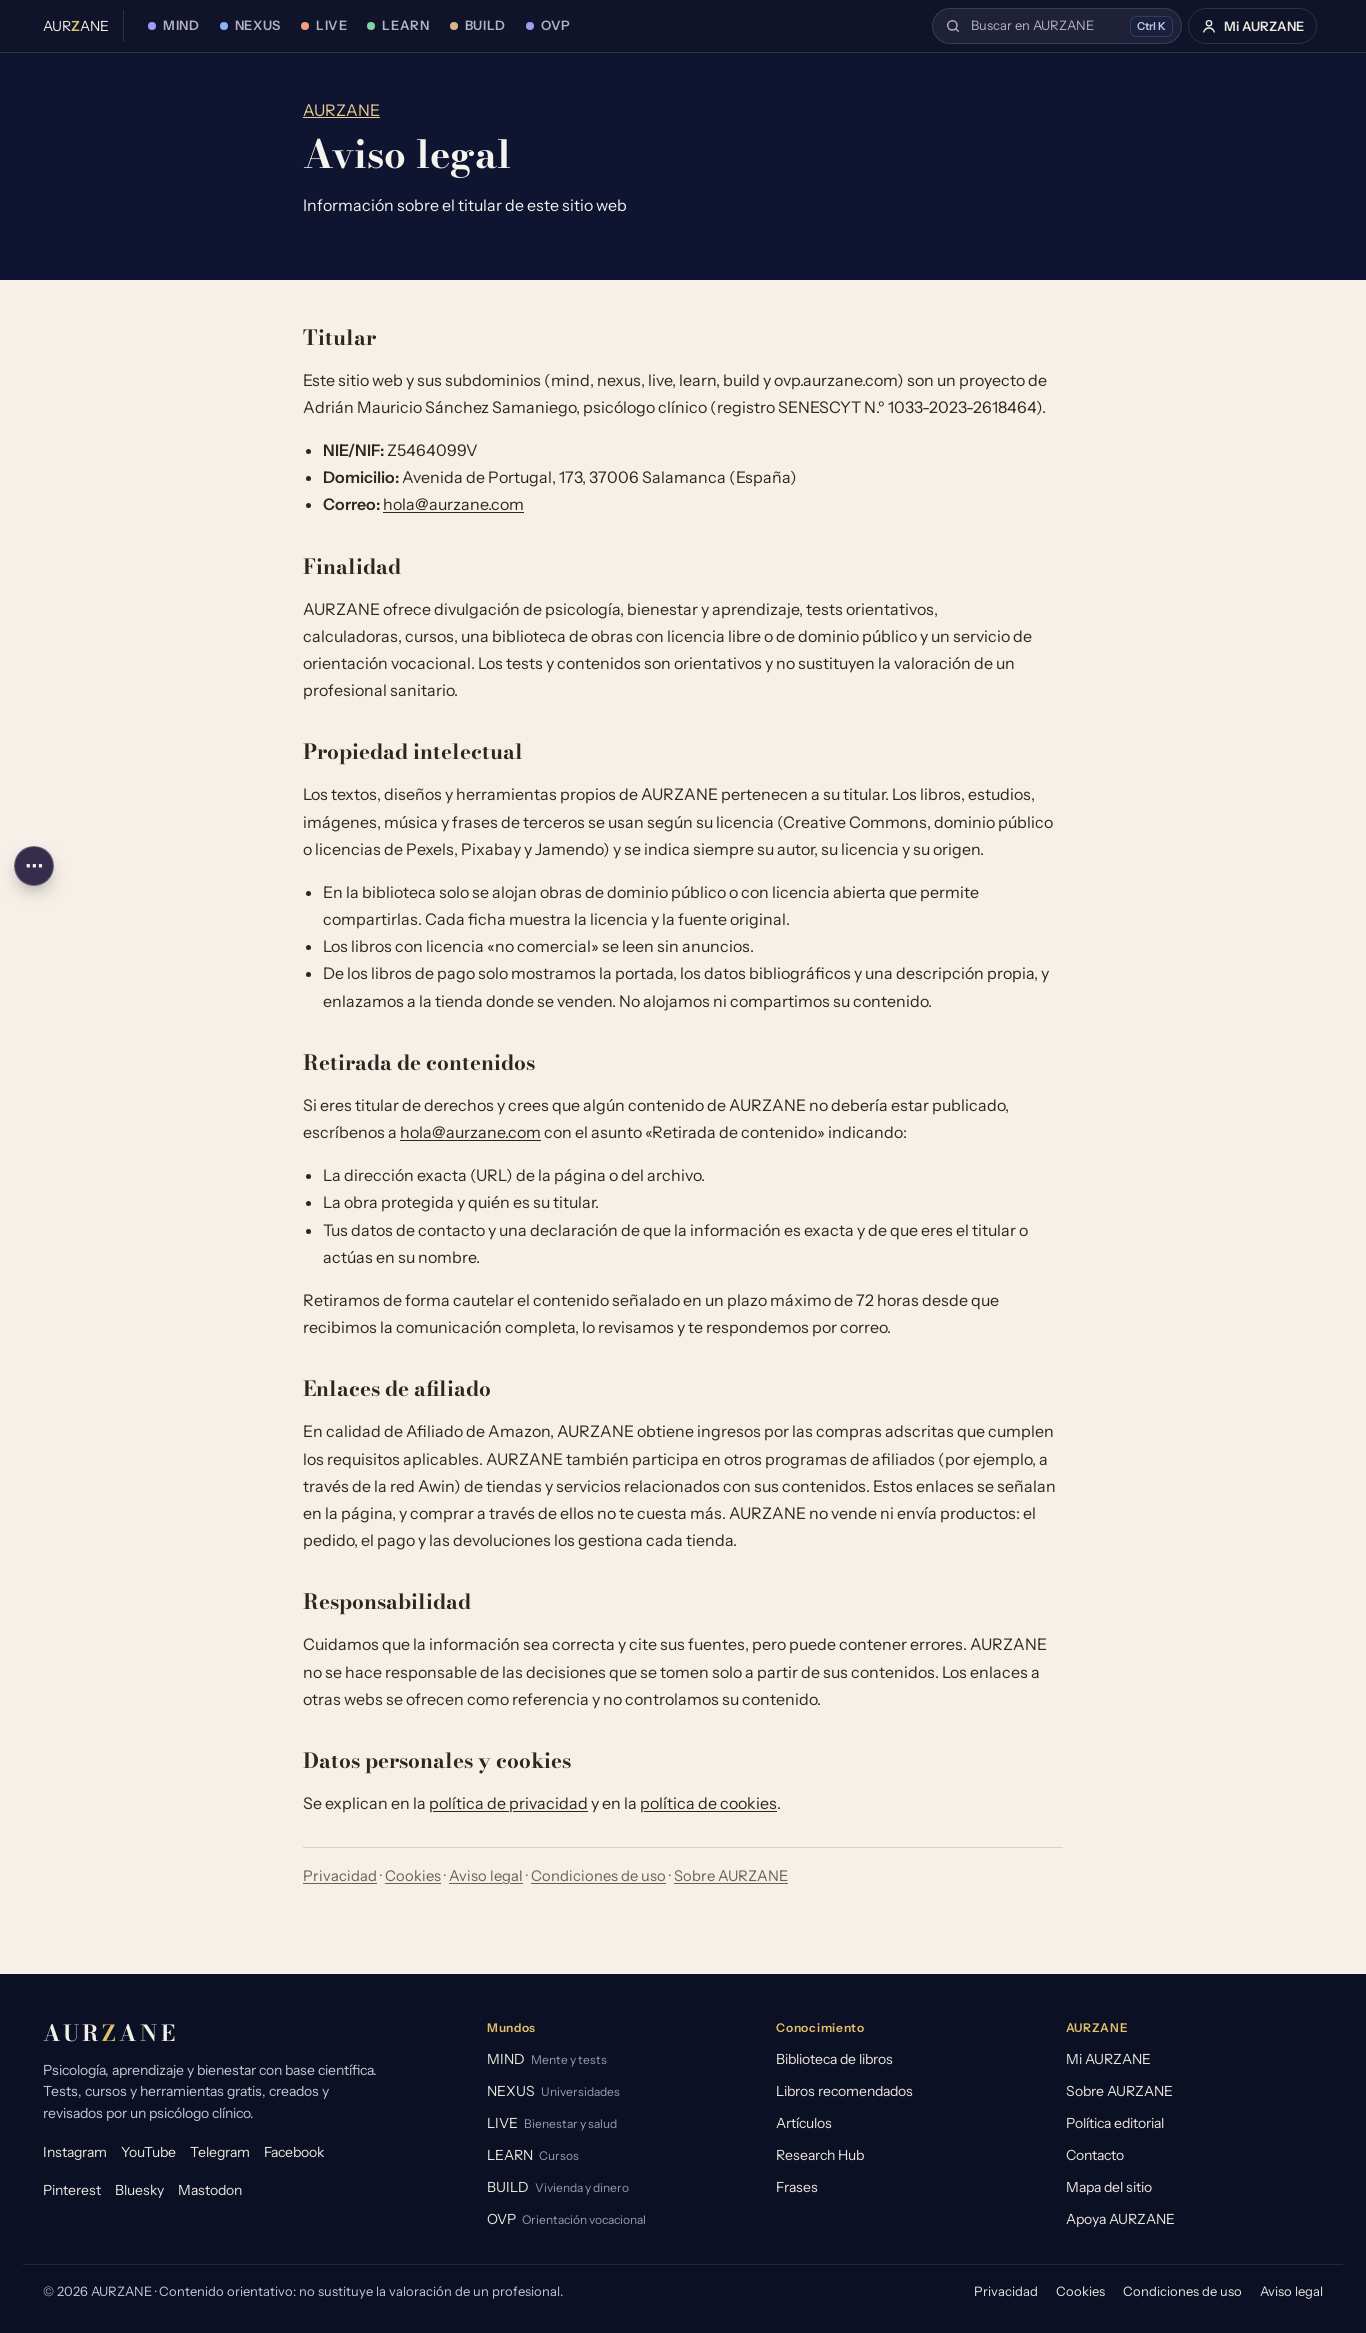 AURZANE
MIND
NEXUS
LIVE
LEARN
BUILD
OVP
Buscar en AURZANE
Ctrl K
Mi AURZANE
AURZANE
Aviso legal
Información sobre el titular de este sitio web
Titular
Este sitio web y sus subdominios (mind, nexus, live, learn, build y ovp.aurzane.com) son un proyecto de
Adrián Mauricio Sánchez Samaniego, psicólogo clínico (registro SENESCYT N.º 1033-2023-2618464).
• NIE/NIF: Z5464099V
• Domicilio: Avenida de Portugal, 173, 37006 Salamanca (España)
• Correo: hola@aurzane.com
Finalidad
AURZANE ofrece divulgación de psicología, bienestar y aprendizaje, tests orientativos,
calculadoras, cursos, una biblioteca de obras con licencia libre o de dominio público y un servicio de
orientación vocacional. Los tests y contenidos son orientativos y no sustituyen la valoración de un
profesional sanitario.
Propiedad intelectual
Los textos, diseños y herramientas propios de AURZANE pertenecen a su titular. Los libros, estudios,
imágenes, música y frases de terceros se usan según su licencia (Creative Commons, dominio público
o licencias de Pexels, Pixabay y Jamendo) y se indica siempre su autor, su licencia y su origen.
• En la biblioteca solo se alojan obras de dominio público o con licencia abierta que permite
compartirlas. Cada ficha muestra la licencia y la fuente original.
• Los libros con licencia «no comercial» se leen sin anuncios.
• De los libros de pago solo mostramos la portada, los datos bibliográficos y una descripción propia, y
enlazamos a la tienda donde se venden. No alojamos ni compartimos su contenido.
Retirada de contenidos
Si eres titular de derechos y crees que algún contenido de AURZANE no debería estar publicado,
escríbenos a hola@aurzane.com con el asunto «Retirada de contenido» indicando:
• La dirección exacta (URL) de la página o del archivo.
• La obra protegida y quién es su titular.
• Tus datos de contacto y una declaración de que la información es exacta y de que eres el titular o
actúas en su nombre.
Retiramos de forma cautelar el contenido señalado en un plazo máximo de 72 horas desde que
recibimos la comunicación completa, lo revisamos y te respondemos por correo.
Enlaces de afiliado
En calidad de Afiliado de Amazon, AURZANE obtiene ingresos por las compras adscritas que cumplen
los requisitos aplicables. AURZANE también participa en otros programas de afiliados (por ejemplo, a
través de la red Awin) de tiendas y servicios relacionados con sus contenidos. Estos enlaces se señalan
en la página, y comprar a través de ellos no te cuesta más. AURZANE no vende ni envía productos: el
pedido, el pago y las devoluciones los gestiona cada tienda.
Responsabilidad
Cuidamos que la información sea correcta y cite sus fuentes, pero puede contener errores. AURZANE
no se hace responsable de las decisiones que se tomen solo a partir de sus contenidos. Los enlaces a
otras webs se ofrecen como referencia y no controlamos su contenido.
Datos personales y cookies
Se explican en la política de privacidad y en la política de cookies.
Privacidad · Cookies · Aviso legal · Condiciones de uso · Sobre AURZANE
AURZANE
Psicología, aprendizaje y bienestar con base científica.
Tests, cursos y herramientas gratis, creados y
revisados por un psicólogo clínico.
Instagram YouTube Telegram Facebook
Pinterest Bluesky Mastodon
Mundos
MIND Mente y tests
NEXUS Universidades
LIVE Bienestar y salud
LEARN Cursos
BUILD Vivienda y dinero
OVP Orientación vocacional
Conocimiento
Biblioteca de libros
Libros recomendados
Artículos
Research Hub
Frases
AURZANE
Mi AURZANE
Sobre AURZANE
Política editorial
Contacto
Mapa del sitio
Apoya AURZANE
© 2026 AURZANE · Contenido orientativo: no sustituye la valoración de un profesional.
Privacidad Cookies Condiciones de uso Aviso legal